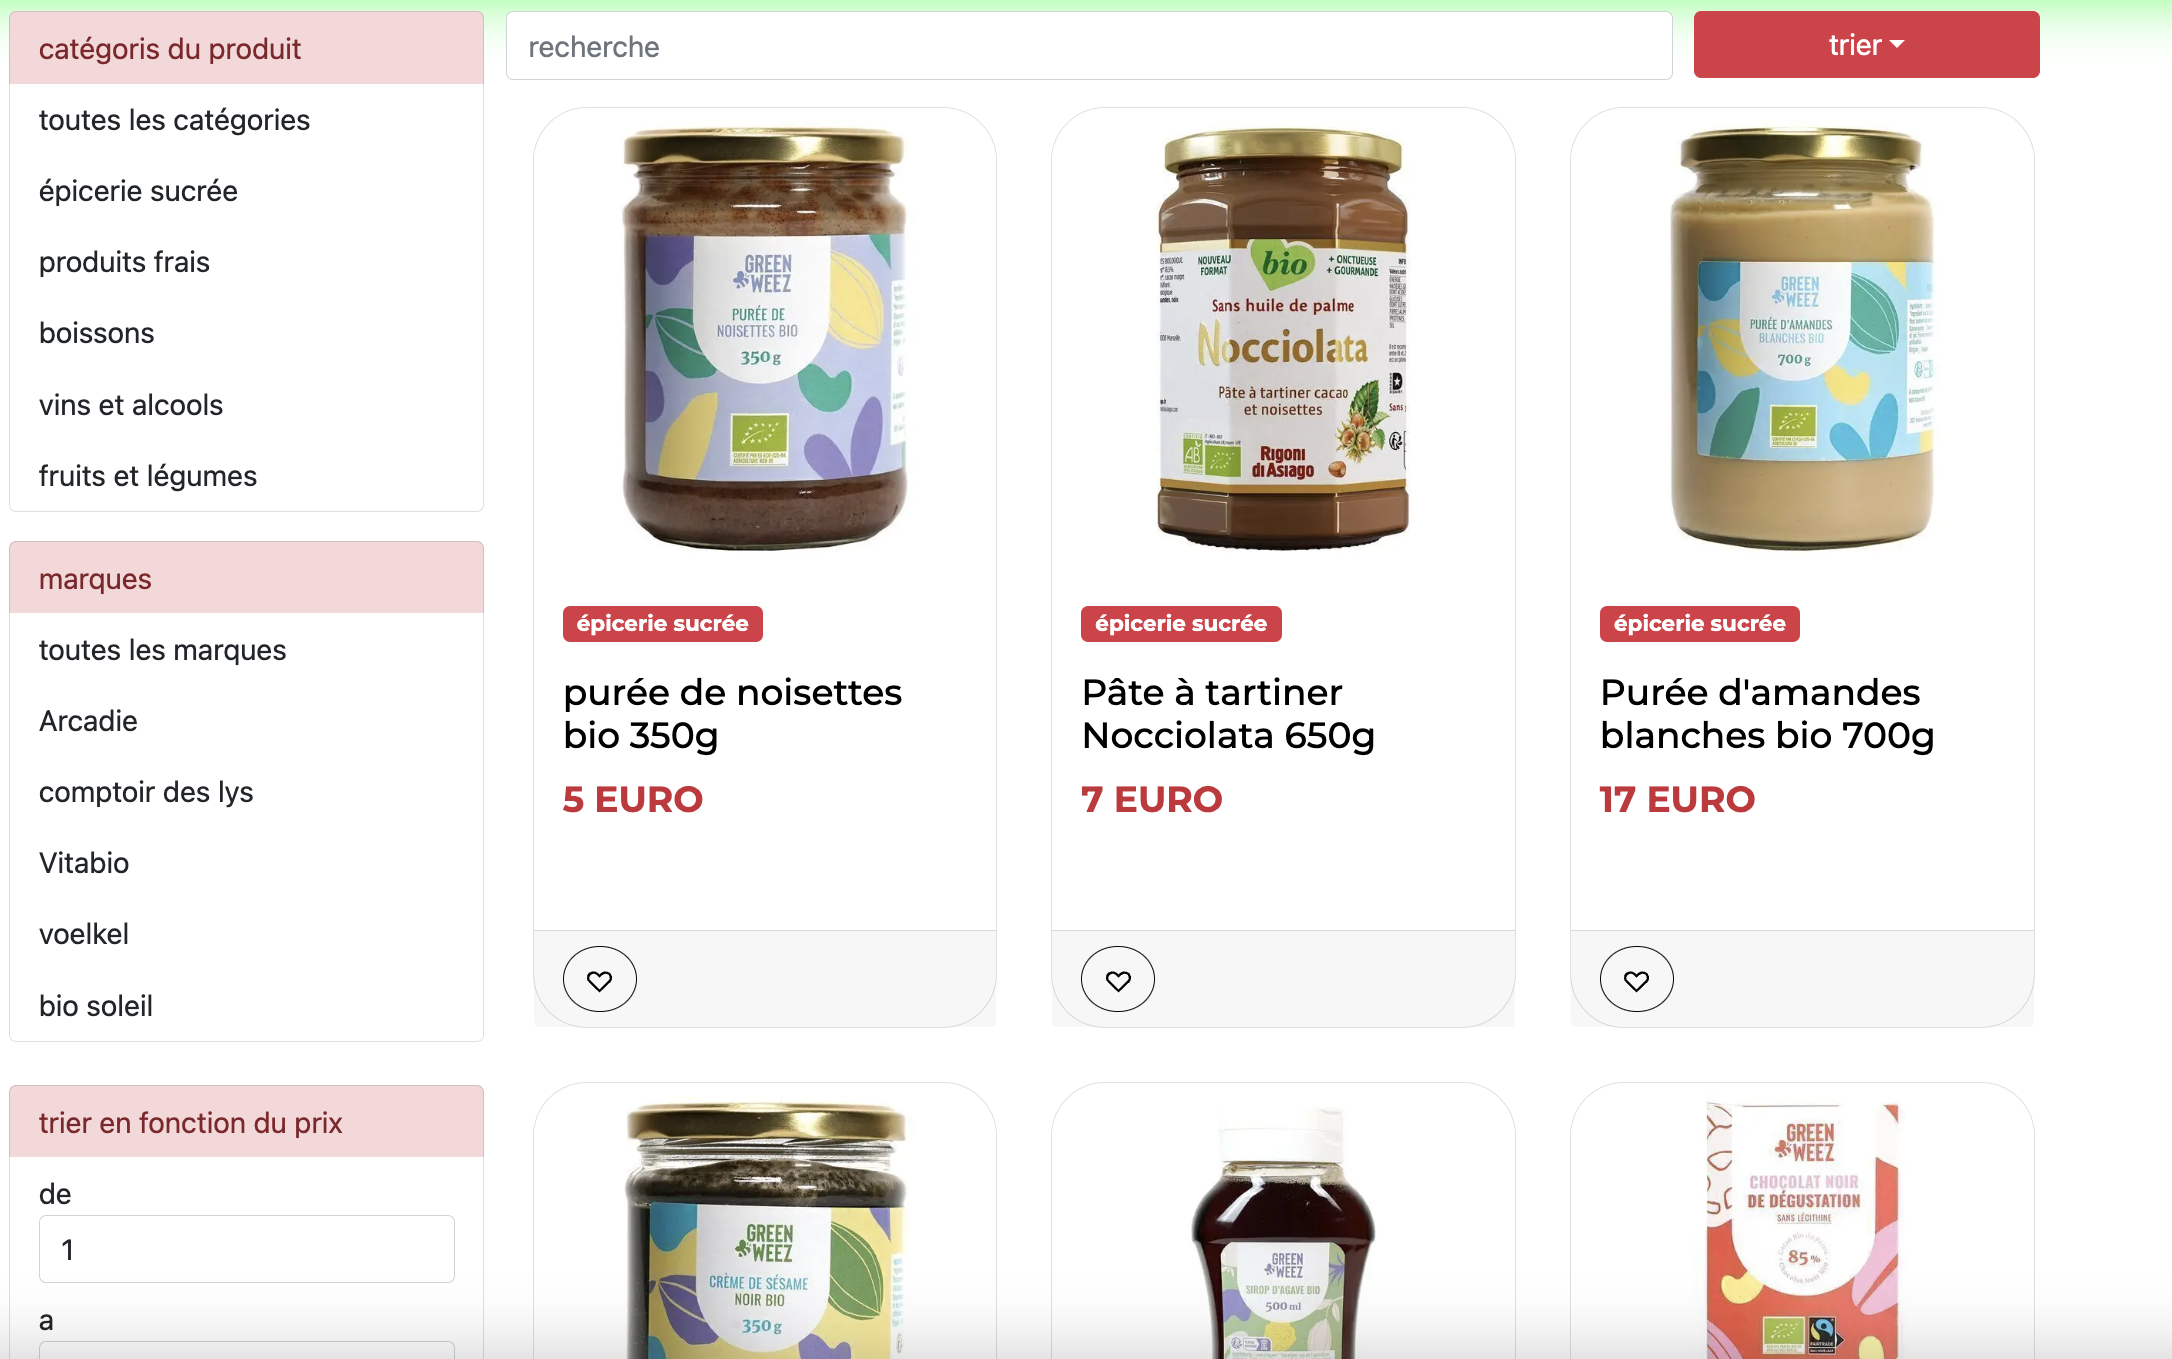 catégoris du produit
toutes les catégories
épicerie sucrée
produits frais
boissons
vins et alcools
fruits et légumes
marques
toutes les marques
Arcadie
comptoir des lys
Vitabio
voelkel
bio soleil
trier en fonction du prix
de
1
a
recherche
trier
GREEN
WEEZ
PURÉE DE
NOISETTES BIO
350g
épicerie sucrée
purée de noisettes
bio 350g
5 EURO
NOUVEAU
FORMAT
bio
+ ONCTUEUSE
+ GOURMANDE
Sans huile de palme
Nocciolata
Pâte à tartiner cacao
et noisettes
AB
Rigoni
di Asiago
épicerie sucrée
Pâte à tartiner
Nocciolata 650g
7 EURO
GREEN
WEEZ
PURÉE D'AMANDES
BLANCHES BIO
700g
épicerie sucrée
Purée d'amandes
blanches bio 700g
17 EURO
GREEN
WEEZ
CRÈME DE SÉSAME
NOIR BIO
350g
GREEN
WEEZ
SIROP D'AGAVE BIO
500 ml
GREEN
WEEZ
CHOCOLAT NOIR
DE DÉGUSTATION
SANS LÉCITHINE
85%
FAIRTRADE